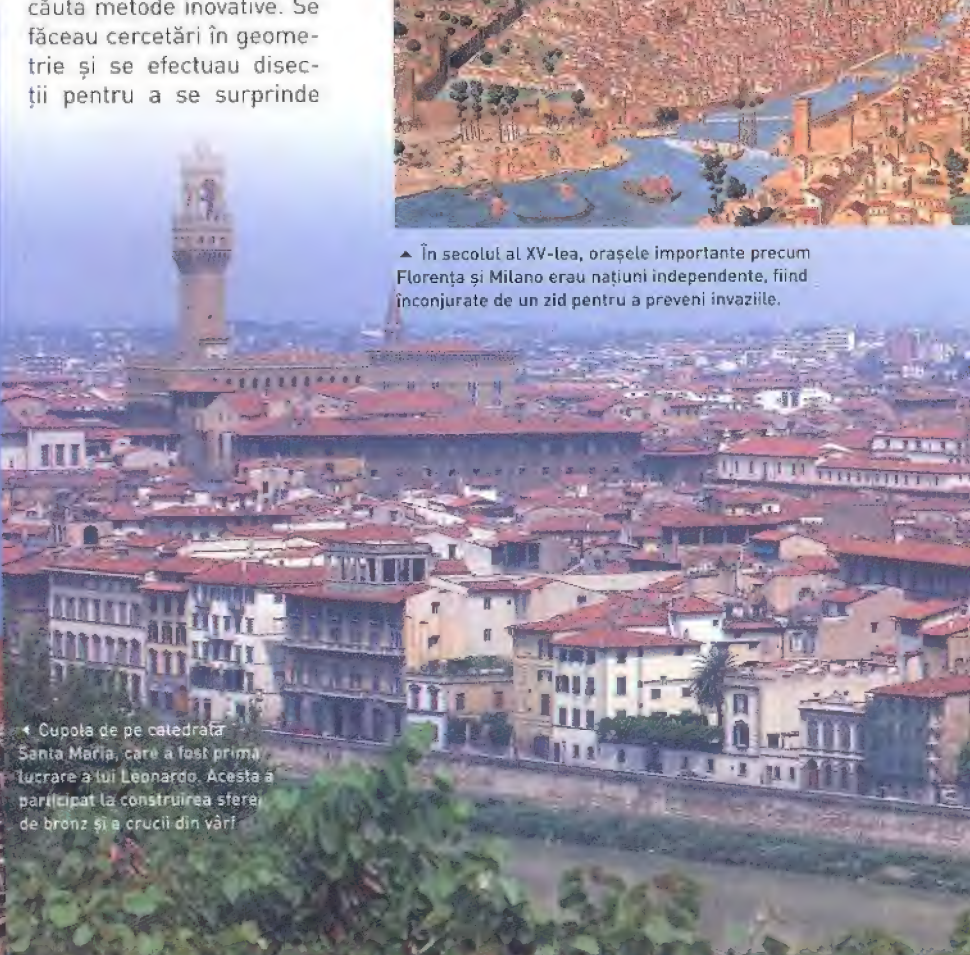 căuta metode inovative. Se
făceau cercetări în geome-
trie și se efectuau disec-
ții pentru a se surprinde
▲ În secolul al XV-lea, orașele importante precum
Florența și Milano erau națiuni independente, fiind
înconjurate de un zid pentru a preveni invaziile.
◄ Cupola de pe catedrala
Santa Maria, care a fost prima
lucrare a lui Leonardo. Acesta a
participat la construirea sferei
de bronz și a crucii din vârf